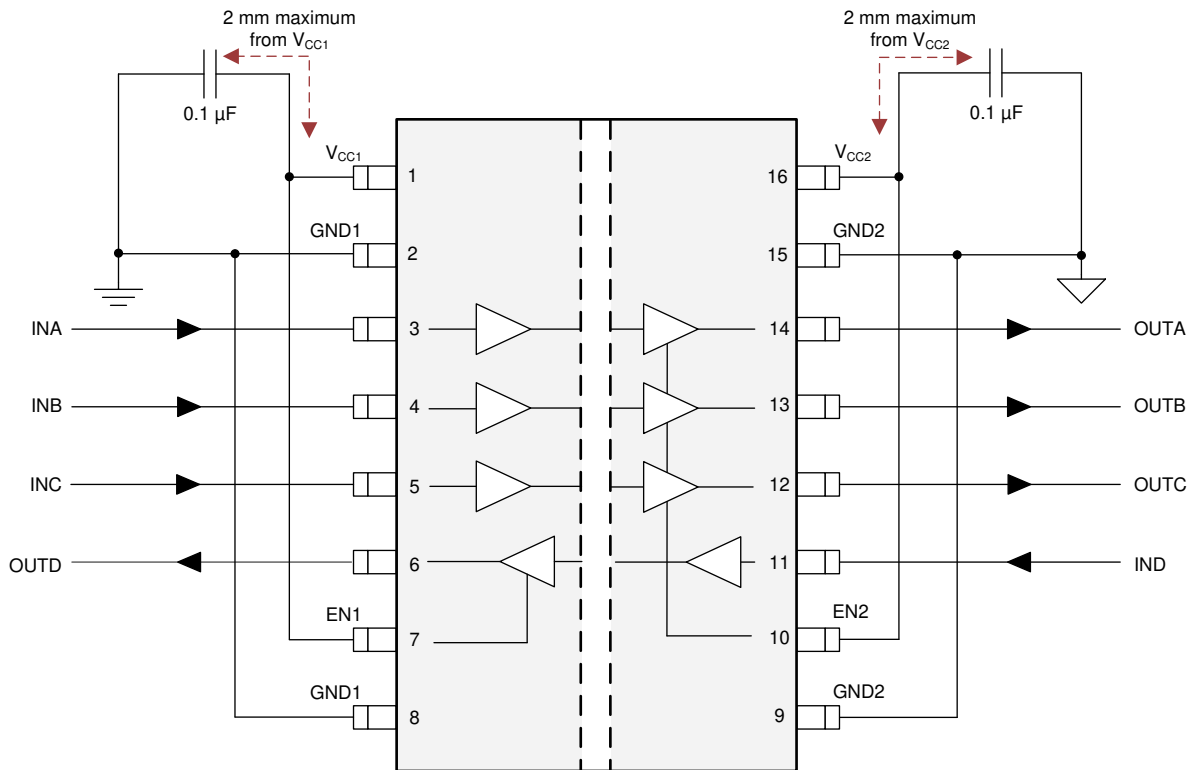 2 mm maximum
from VCC1
2 mm maximum
from VCC2
0.1 µF
0.1 µF
VCC1
1
16
VCC2
GND1
2
15
GND2
INA
3
14
OUTA
INB
4
13
OUTB
INC
5
12
OUTC
OUTD
6
11
IND
EN1
7
10
EN2
GND1
8
9
GND2